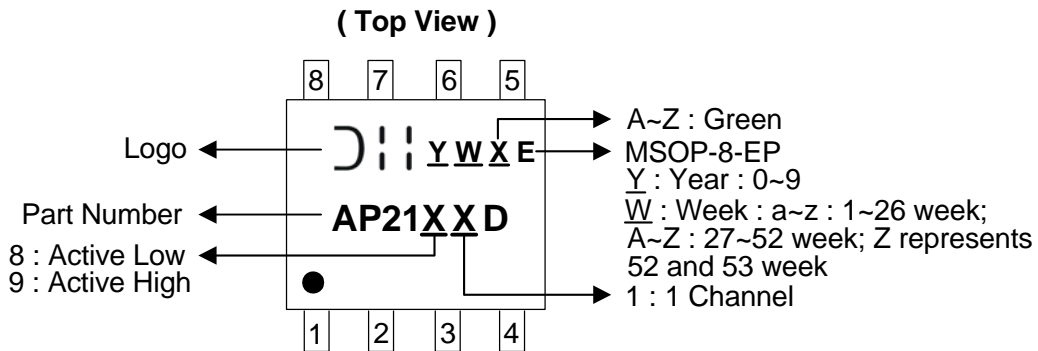 ( Top View )
8 7 6 5
Logo
Y W X E
A~Z : Green
MSOP-8-EP
Y : Year : 0~9
W : Week : a~z : 1~26 week;
A~Z : 27~52 week; Z represents
52 and 53 week
Part Number
AP21XXD
8 : Active Low
9 : Active High
1 : 1 Channel
1 2 3 4